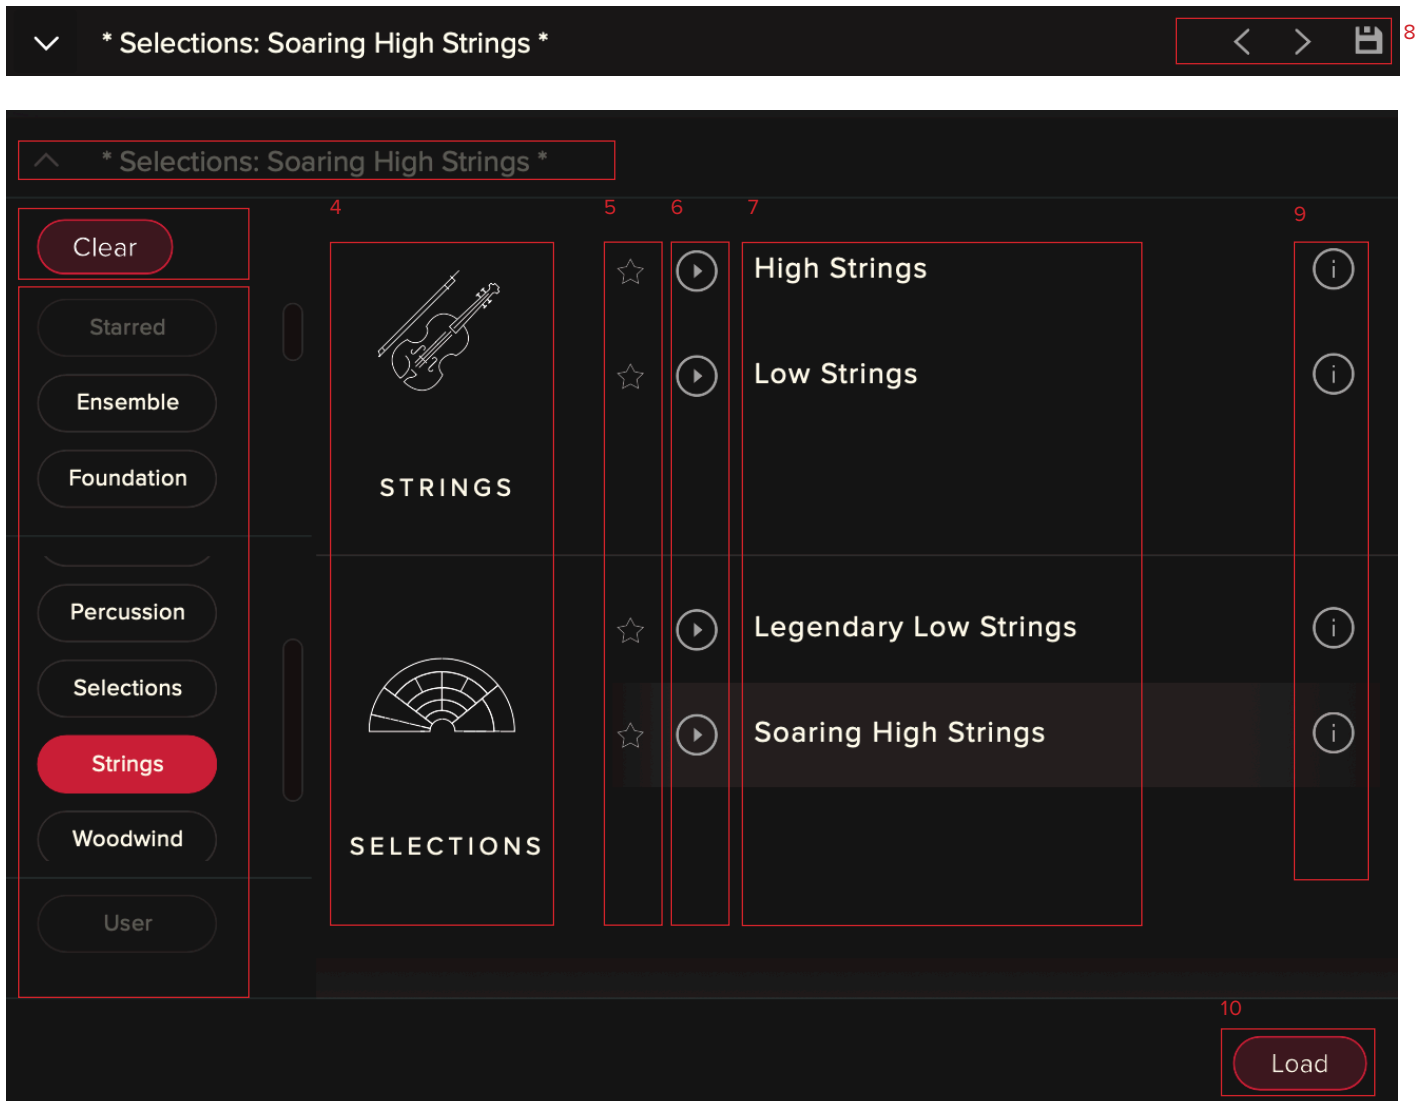 * Selections: Soaring High Strings *
8
* Selections: Soaring High Strings *
4
5
6
7
9
Clear
Starred
Ensemble
Foundation
Percussion
Selections
Strings
Woodwind
User
STRINGS
High Strings
Low Strings
SELECTIONS
Legendary Low Strings
Soaring High Strings
10
Load